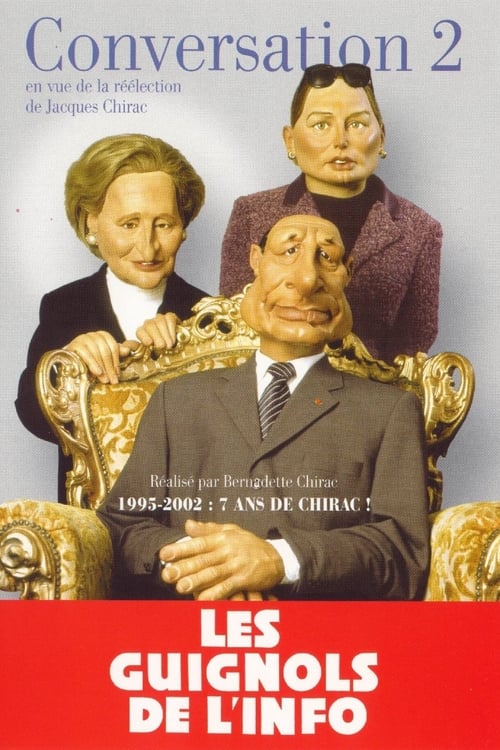 Conversation 2
en vue de la réélection
de Jacques Chirac
Réalisé par Bernadette Chirac
1995-2002 : 7 ANS DE CHIRAC !
LES
GUIGNOLS
DE L'INFO